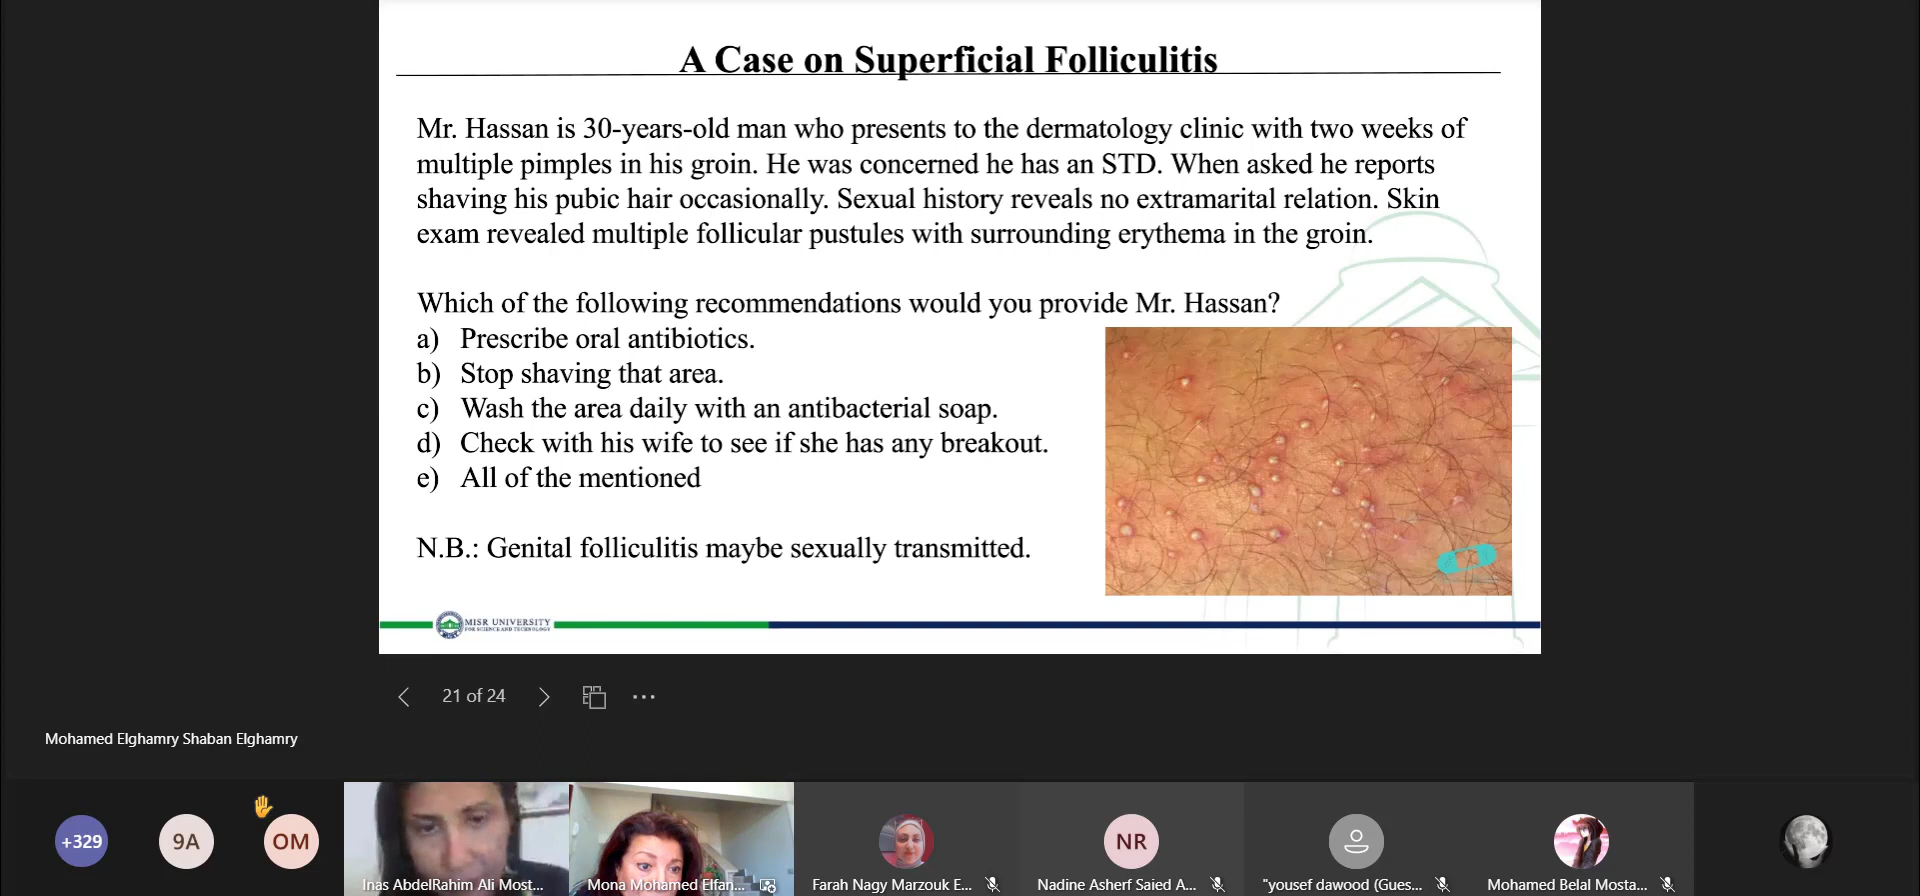 A Case on Superficial Folliculitis
Mr. Hassan is 30-years-old man who presents to the dermatology clinic with two weeks of
multiple pimples in his groin. He was concerned he has an STD. When asked he reports
shaving his pubic hair occasionally. Sexual history reveals no extramarital relation. Skin
exam revealed multiple follicular pustules with surrounding erythema in the groin.
Which of the following recommendations would you provide Mr. Hassan?
a) Prescribe oral antibiotics.
b) Stop shaving that area.
c) Wash the area daily with an antibacterial soap.
d) Check with his wife to see if she has any breakout.
e) All of the mentioned
N.B.: Genital folliculitis maybe sexually transmitted.
MISR UNIVERSITY
FOR SCIENCE AND TECHNOLOGY
21 of 24
Mohamed Elghamry Shaban Elghamry
+329
9A
OM
NR
Inas AbdelRahim Ali Most...
Mona Mohamed Elfan...
Farah Nagy Marzouk E...
Nadine Asherf Saied A...
"yousef dawood (Gues...
Mohamed Belal Mosta...